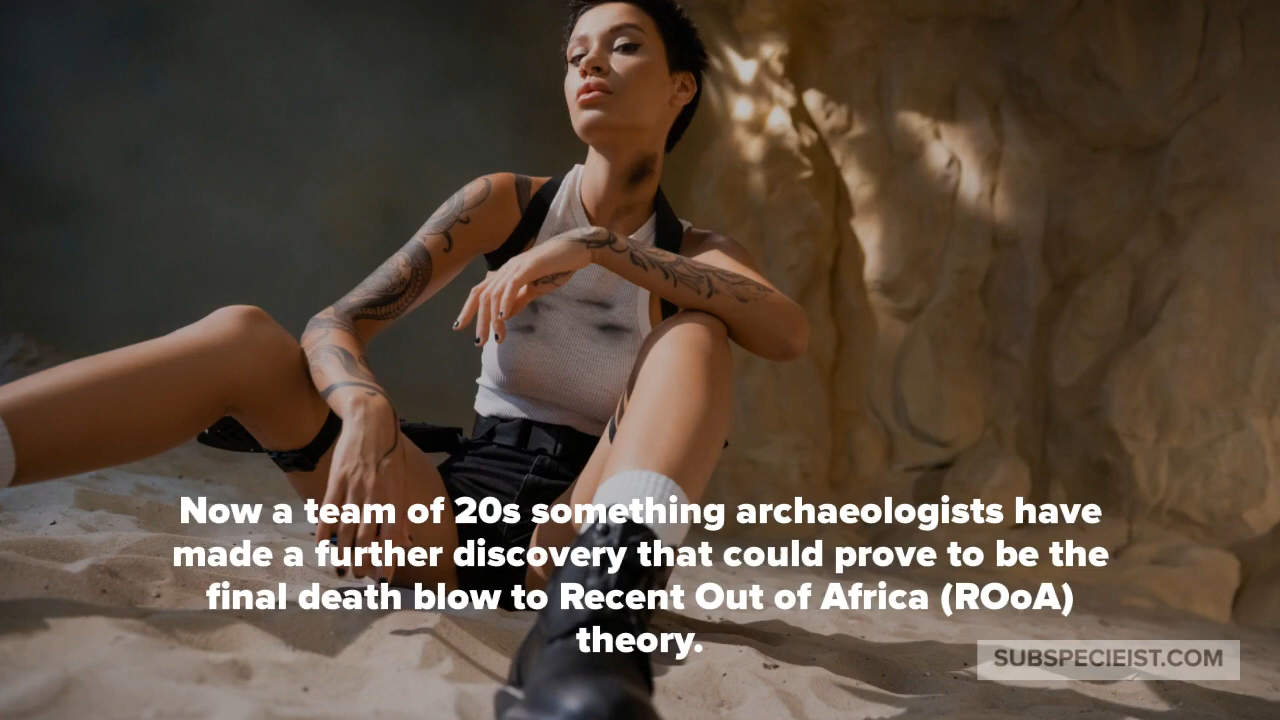 Now a team of 20s something archaeologists have
made a further discovery that could prove to be the
final death blow to Recent Out of Africa (ROoA)
theory.
SUBSPECIEIST.COM